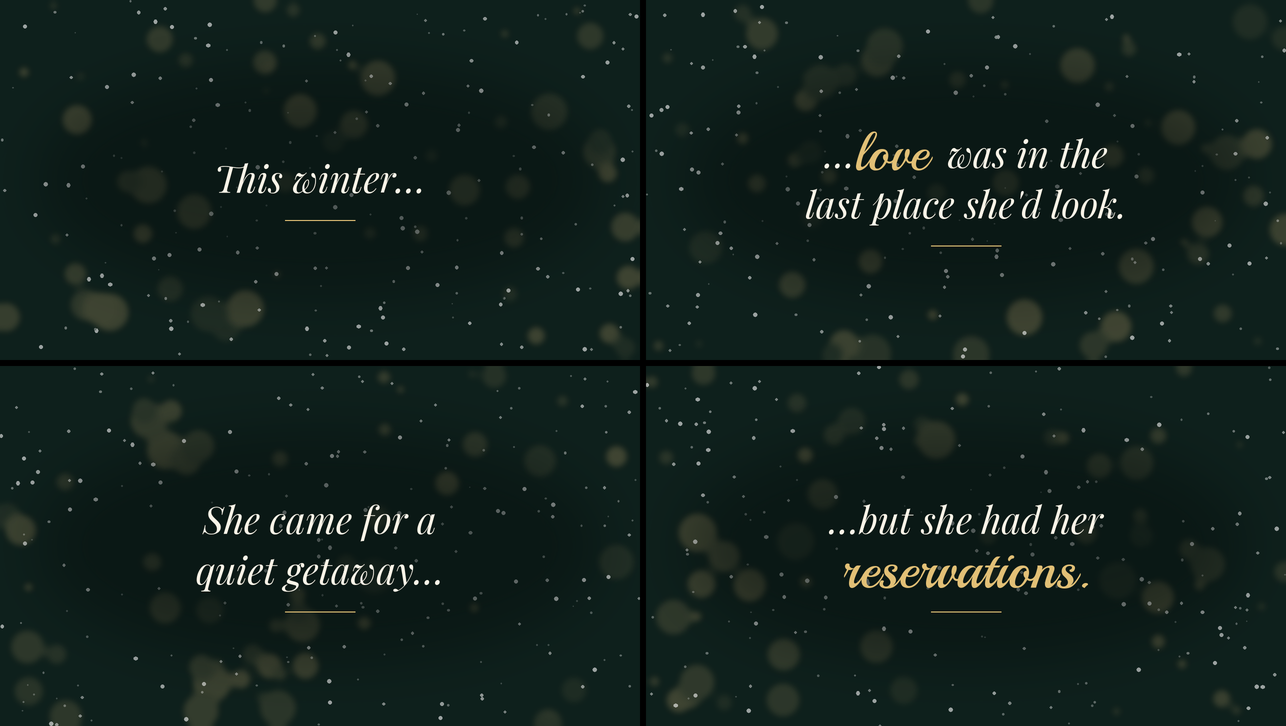 This winter...
...love was in the
last place she'd look.
She came for a
quiet getaway...
...but she had her
reservations.